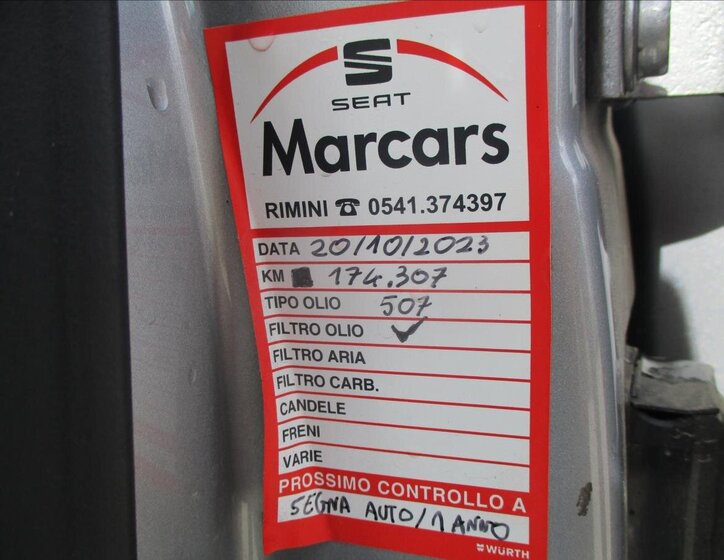 SEAT
Marcars
RIMINI ☎ 0541.374397
DATA 20/10/2023
KM 174.307
TIPO OLIO 507
FILTRO OLIO ✓
FILTRO ARIA
FILTRO CARB.
CANDELE
FRENI
VARIE
PROSSIMO CONTROLLO A
SEGNA AUTO/1 ANNO
WÜRTH